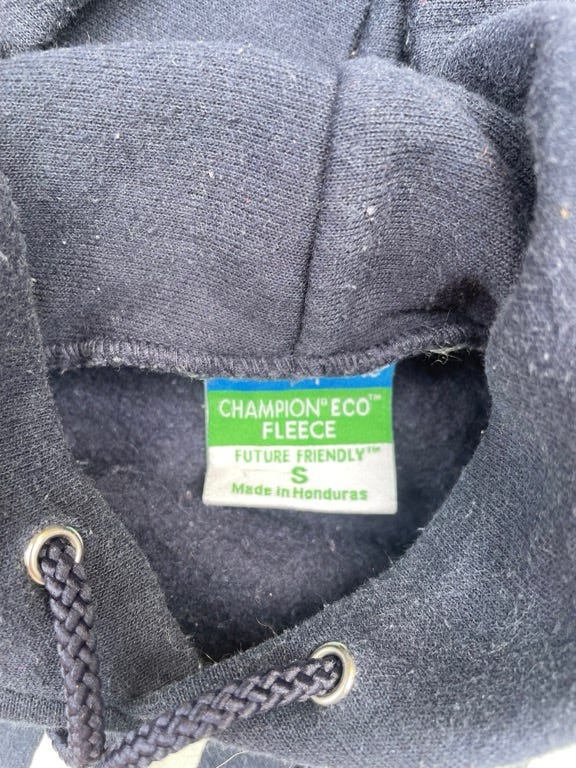 CHAMPION® ECO™
FLEECE
FUTURE FRIENDLY™
S
Made in Honduras